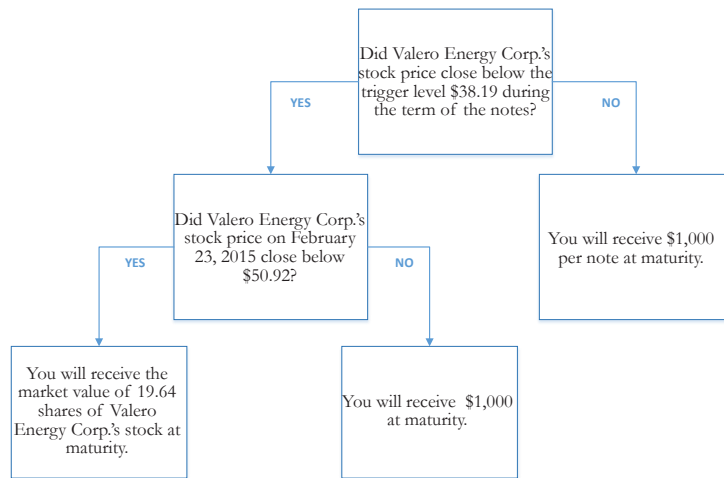 Did Valero Energy Corp.'s
stock price close below the
trigger level $38.19 during
the term of the notes?
YES
NO
Did Valero Energy Corp.'s
stock price on February
23, 2015 close below
$50.92?
You will receive $1,000
per note at maturity.
YES
NO
You will receive the
market value of 19.64
shares of Valero
Energy Corp.'s stock at
maturity.
You will receive $1,000
at maturity.